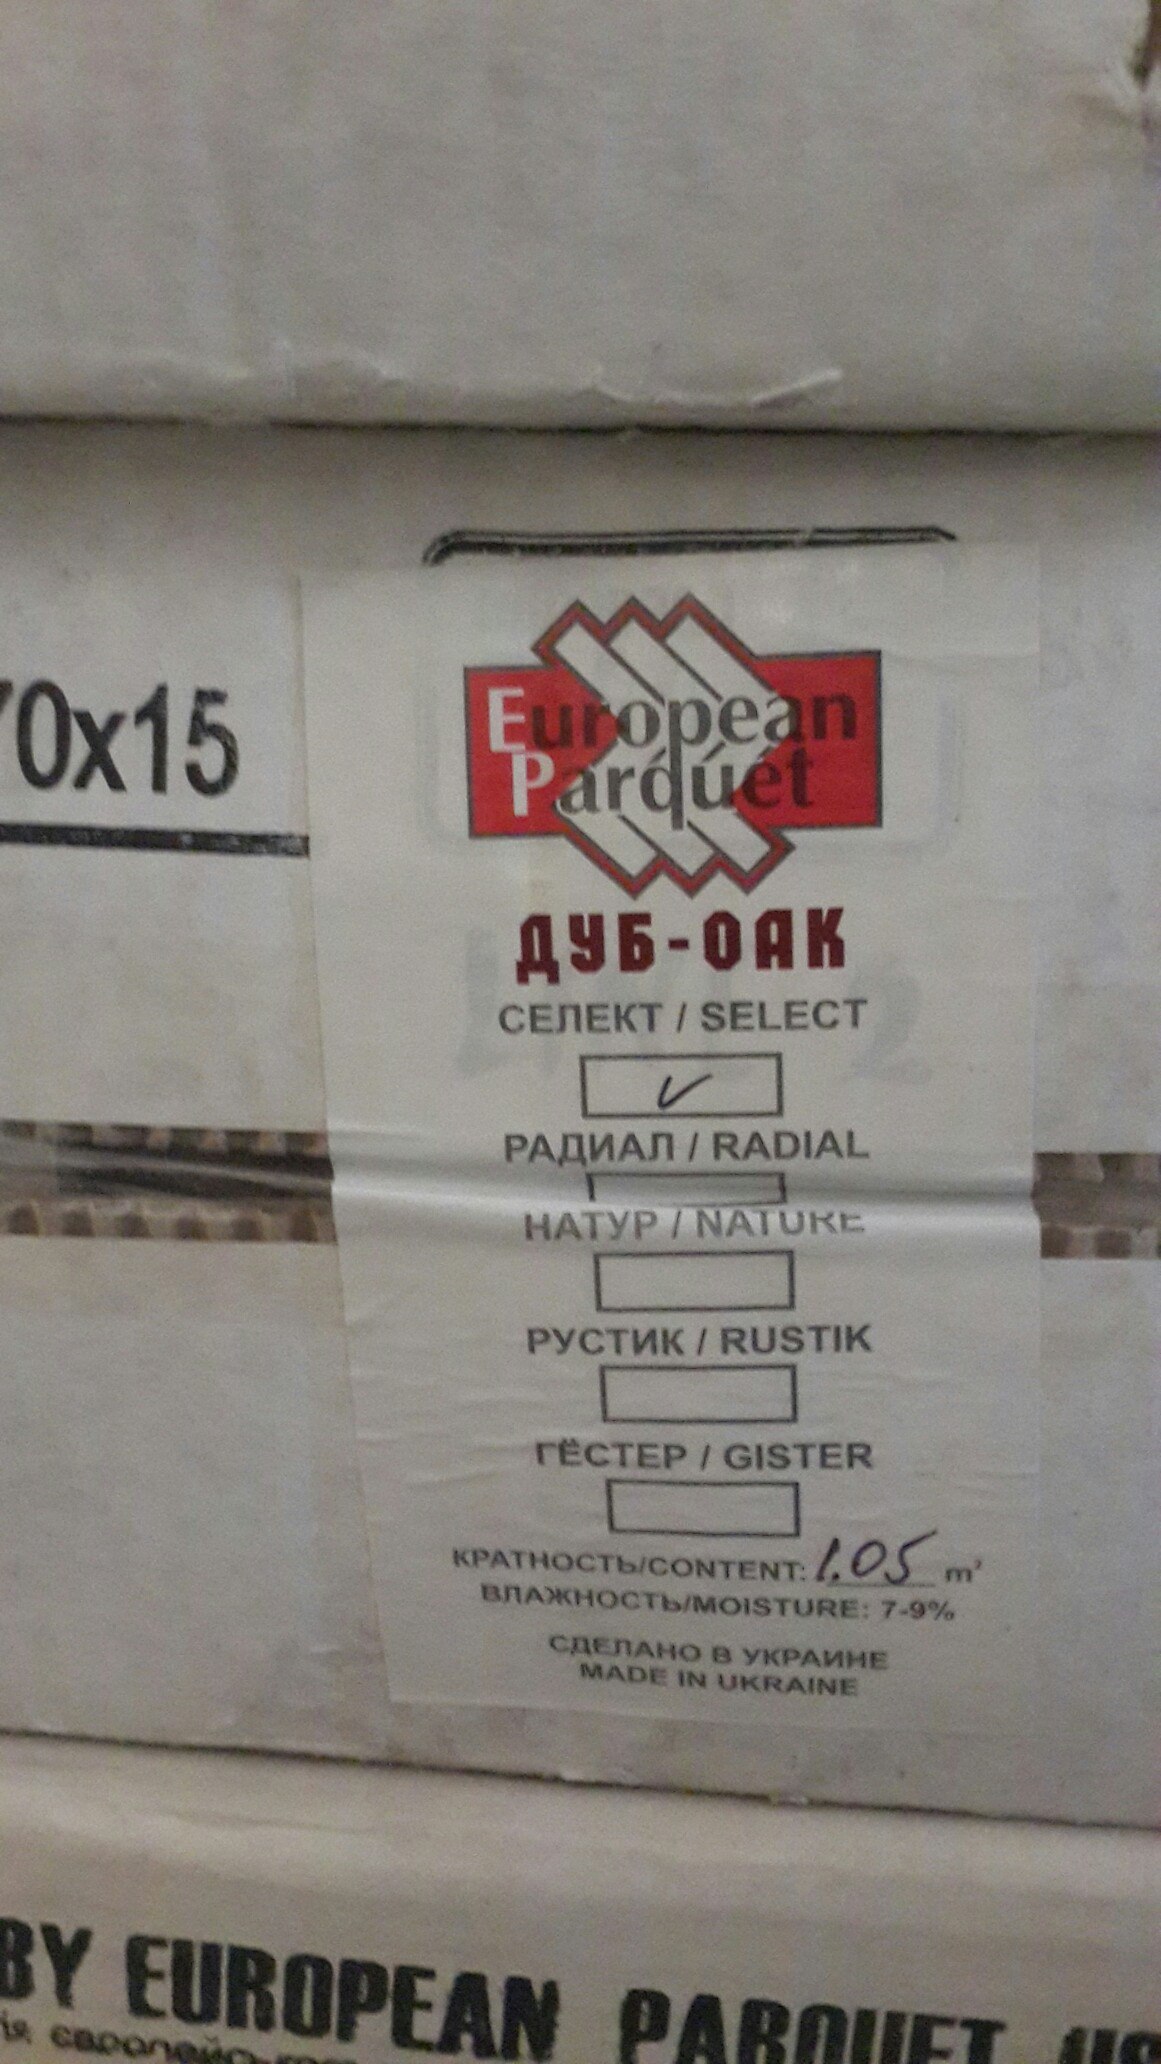 70x15
European
Parquet
ДУБ-OAK
СЕЛЕКТ / SELECT
РАДИАЛ / RADIAL
НАТУР / NATURE
РУСТИК / RUSTIK
ГЁСТЕР / GISTER
КРАТНОСТЬ/CONTENT: 1.05 m²
ВЛАЖНОСТЬ/MOISTURE: 7-9%
СДЕЛАНО В УКРАИНЕ
MADE IN UKRAINE
BY EUROPEAN PARQUET